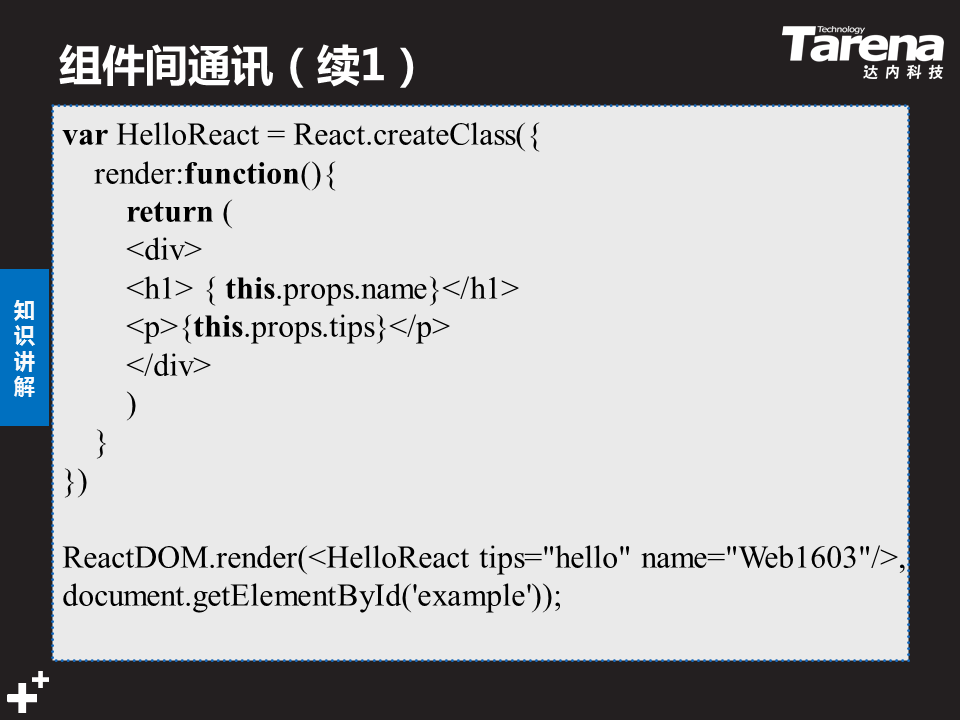 组件间通讯（续1）
Technology
Tarena
达内科技
知识讲解
var HelloReact = React.createClass({
render:function(){
return (
<div>
<h1> { this.props.name}</h1>
<p>{this.props.tips}</p>
</div>
)
}
})
ReactDOM.render(<HelloReact tips="hello" name="Web1603"/>,
document.getElementById('example'));